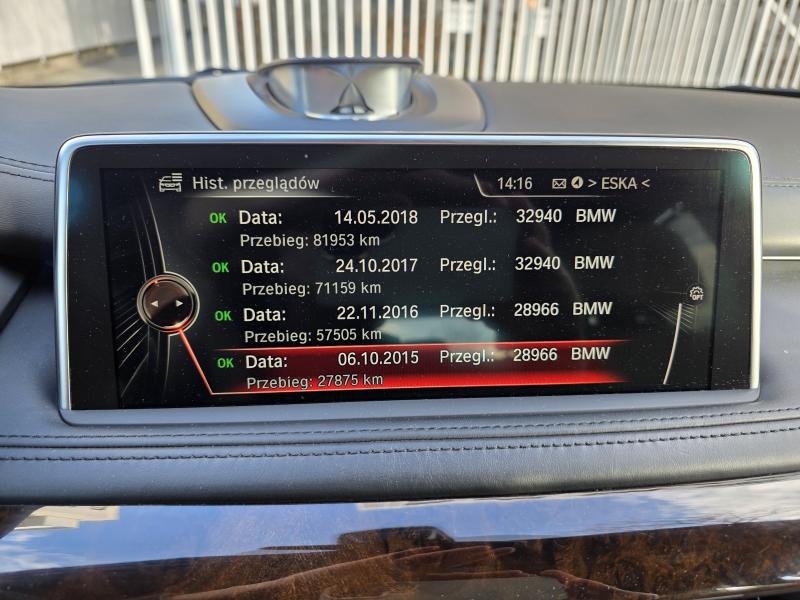 Hist. przeglądów 14:16 > ESKA <
OK Data: 14.05.2018 Przegl.: 32940 BMW
Przebieg: 81953 km
OK Data: 24.10.2017 Przegl.: 32940 BMW
Przebieg: 71159 km
OK Data: 22.11.2016 Przegl.: 28966 BMW
Przebieg: 57505 km
OPT
OK Data: 06.10.2015 Przegl.: 28966 BMW
Przebieg: 27875 km